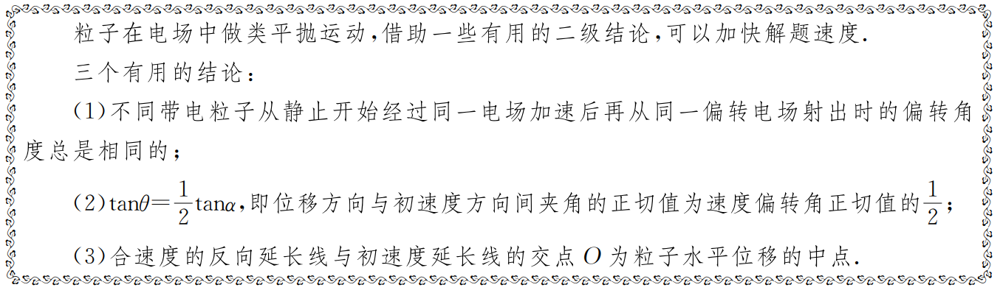 粒子在电场中做类平抛运动,借助一些有用的二级结论,可以加快解题速度.
三个有用的结论:
(1)不同带电粒子从静止开始经过同一电场加速后再从同一偏转电场射出时的偏转角
度总是相同的;
(2)tanθ=1/2tanα,即位移方向与初速度方向间夹角的正切值为速度偏转角正切值的1/2;
(3)合速度的反向延长线与初速度延长线的交点O为粒子水平位移的中点.